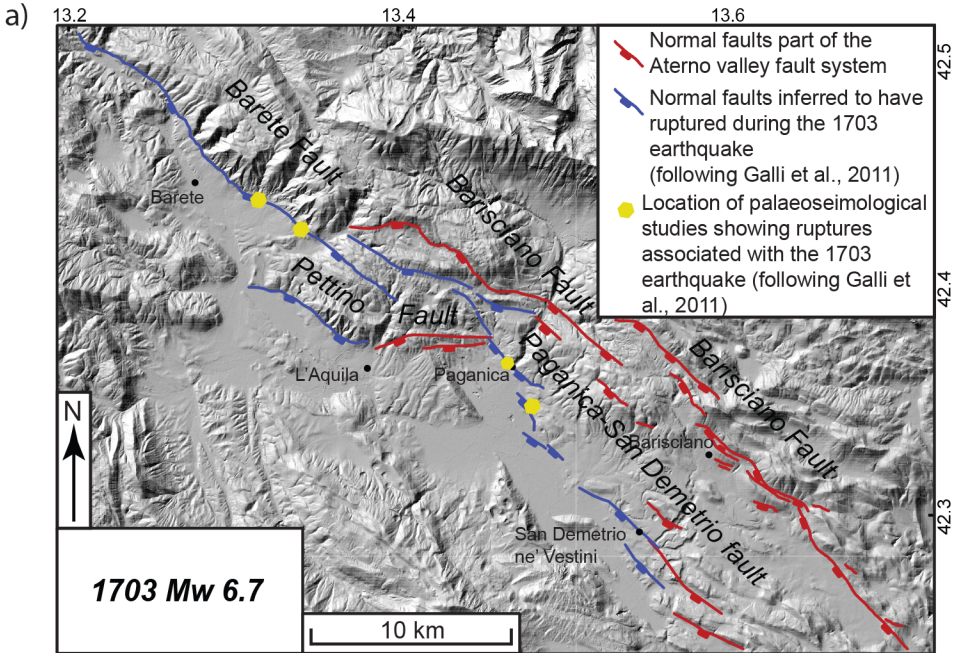 a)
13.2
13.4
13.6
42.5
42.4
42.3
Normal faults part of the
Aterno valley fault system
Normal faults inferred to have
ruptured during the 1703
earthquake
(following Galli et al., 2011)
Location of palaeoseimological
studies showing ruptures
associated with the 1703
earthquake (following Galli et
al., 2011)
Barete Fault
Barisciano Fault
Barete
Pettino
Fault
L'Aquila
Paganica
Paganica-San Demetrio fault
Barisciano Fault
Barisciano
San Demetrio
ne' Vestini
N
1703 Mw 6.7
10 km